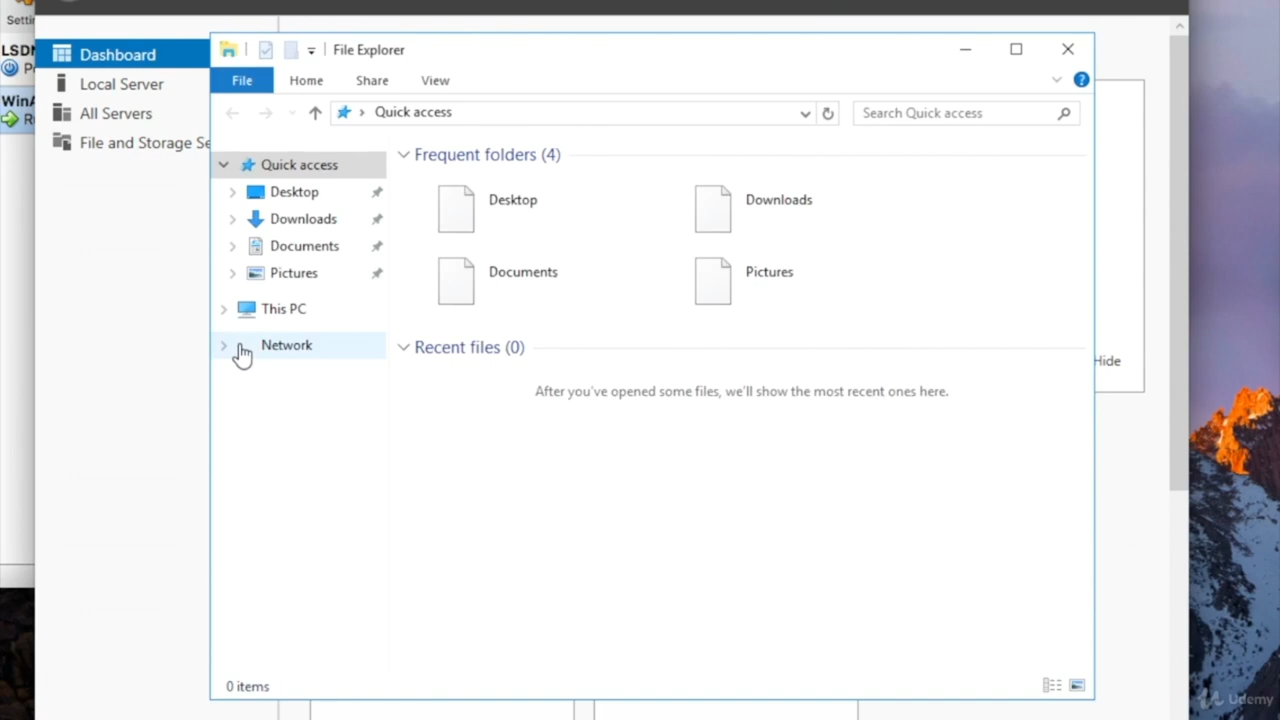 Settin
LSDN
WinA
Dashboard
Local Server
All Servers
File and Storage Se
File Explorer
File
Home
Share
View
Quick access
Search Quick access
Quick access
Desktop
Downloads
Documents
Pictures
This PC
Network
Frequent folders (4)
Desktop
Downloads
Documents
Pictures
Recent files (0)
After you've opened some files, we'll show the most recent ones here.
Hide
0 items
Udemy